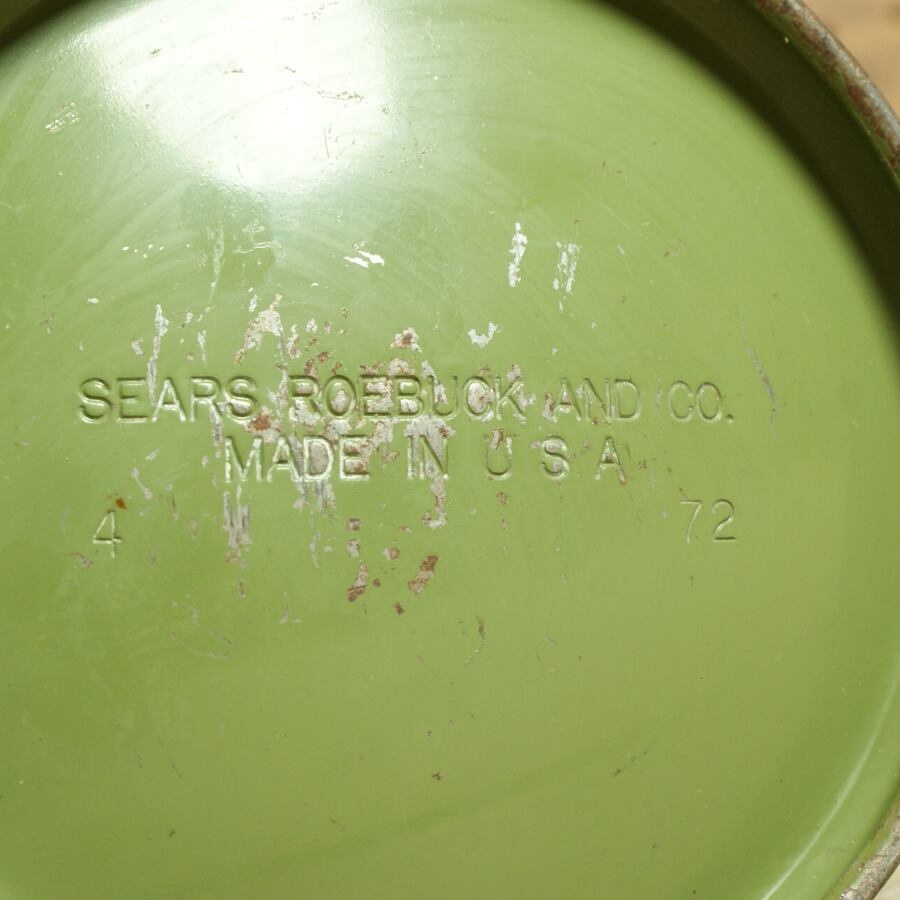 SEARS ROEBUCK AND CO.
MADE IN U S A
4 72